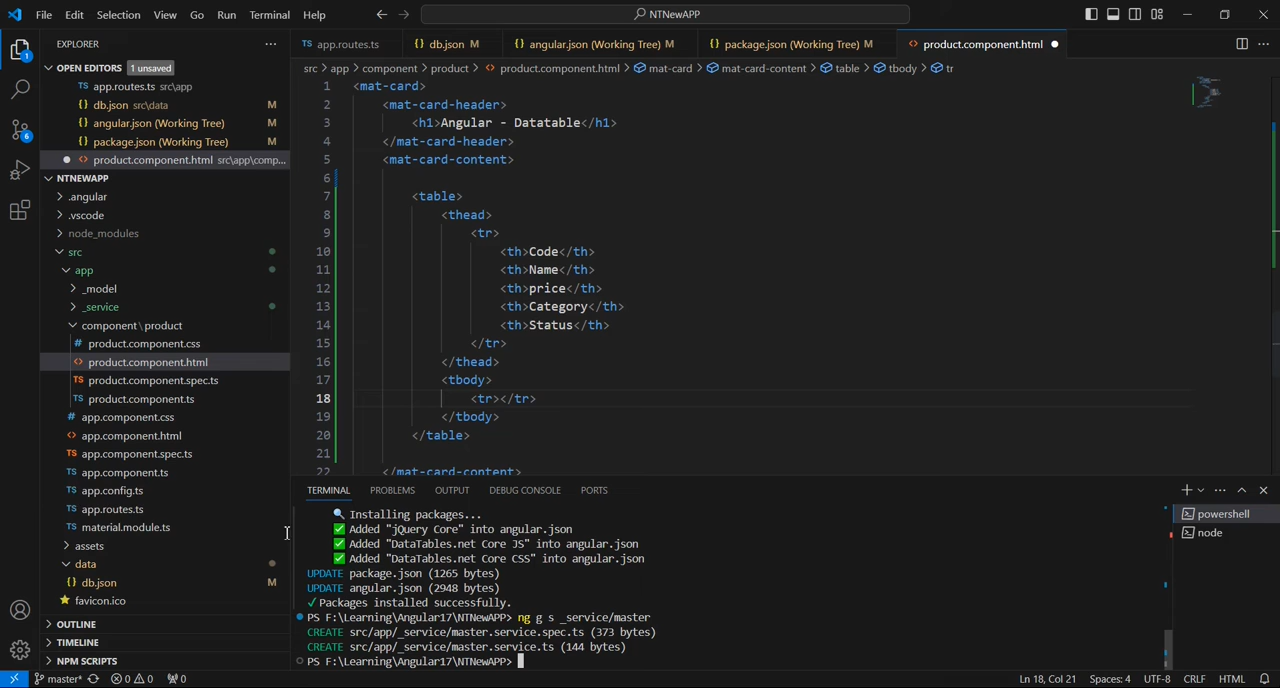 File Edit Selection View Go Run Terminal Help NTNewAPP
EXPLORER
OPEN EDITORS 1 unsaved
TS app.routes.ts src\app
{} db.json src\data M
{} angular.json (Working Tree) M
{} package.json (Working Tree) M
<> product.component.html src\app\comp...
NTNEWAPP
.angular
.vscode
node_modules
src
app
_model
_service
component \ product
# product.component.css
<> product.component.html
TS product.component.spec.ts
TS product.component.ts
# app.component.css
<> app.component.html
TS app.component.spec.ts
TS app.component.ts
TS app.config.ts
TS app.routes.ts
TS material.module.ts
assets
data
{} db.json M
favicon.ico
OUTLINE
TIMELINE
NPM SCRIPTS
1
6
TS app.routes.ts {} db.json M {} angular.json (Working Tree) M {} package.json (Working Tree) M <> product.component.html
src > app > component > product > <> product.component.html > mat-card > mat-card-content > table > tbody > tr
1 <mat-card>
2 <mat-card-header>
3 <h1>Angular - Datatable</h1>
4 </mat-card-header>
5 <mat-card-content>
6
7 <table>
8 <thead>
9 <tr>
10 <th>Code</th>
11 <th>Name</th>
12 <th>price</th>
13 <th>Category</th>
14 <th>Status</th>
15 </tr>
16 </thead>
17 <tbody>
18 <tr></tr>
19 </tbody>
20 </table>
21
22 </mat-card-content>
TERMINAL PROBLEMS OUTPUT DEBUG CONSOLE PORTS
Installing packages...
Added "jQuery Core" into angular.json
Added "DataTables.net Core JS" into angular.json
Added "DataTables.net Core CSS" into angular.json
UPDATE package.json (1265 bytes)
UPDATE angular.json (2948 bytes)
✓Packages installed successfully.
PS F:\Learning\Angular17\NTNewAPP> ng g s _service/master
CREATE src/app/_service/master.service.spec.ts (373 bytes)
CREATE src/app/_service/master.service.ts (144 bytes)
PS F:\Learning\Angular17\NTNewAPP>
powershell
node
master* 0 0 0 Ln 18, Col 21 Spaces: 4 UTF-8 CRLF HTML